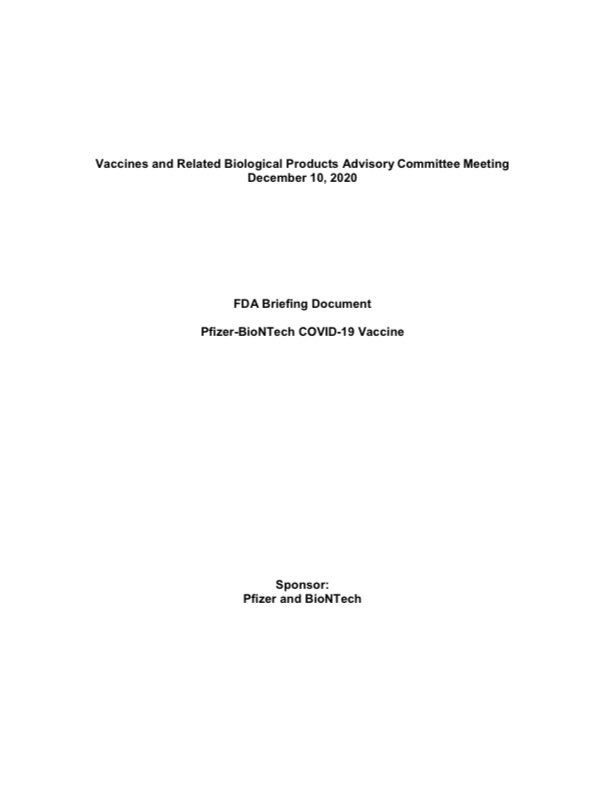 Vaccines and Related Biological Products Advisory Committee Meeting
December 10, 2020
FDA Briefing Document
Pfizer-BioNTech COVID-19 Vaccine
Sponsor:
Pfizer and BioNTech